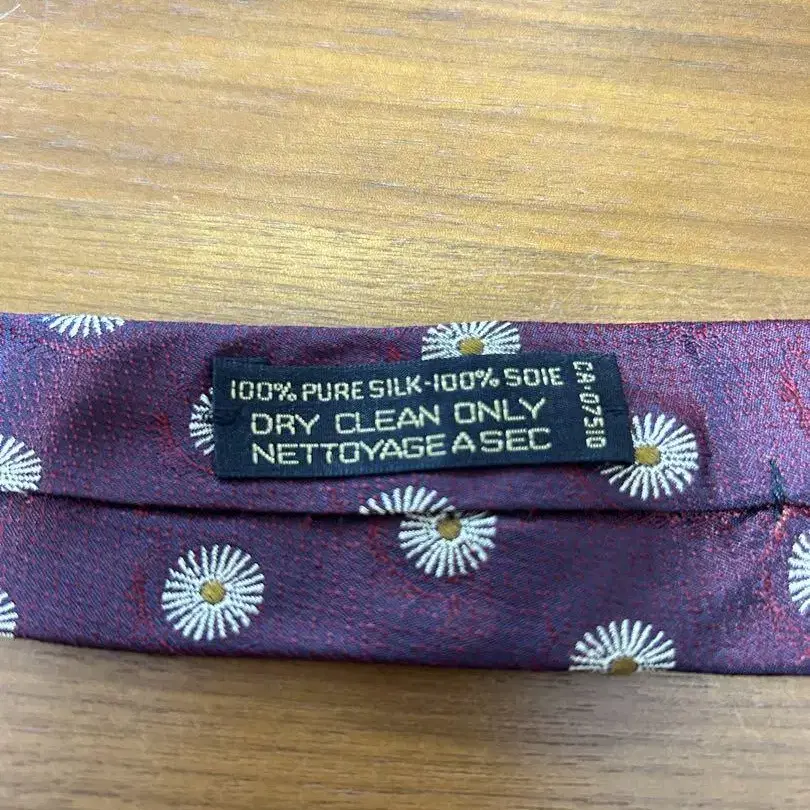 100% PURE SILK-100% SOIE
DRY CLEAN ONLY
NETTOYAGE A SEC
CA·07510